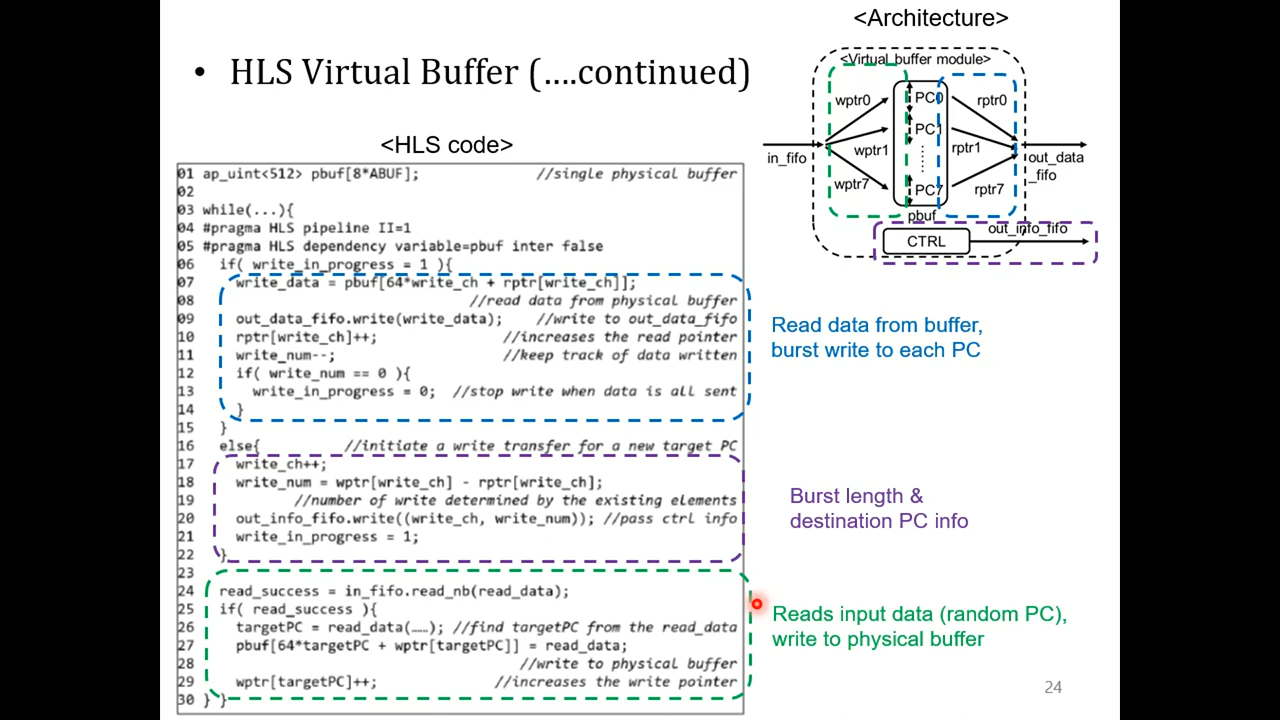 • HLS Virtual Buffer (....continued)
<HLS code>
01 ap_uint<512> pbuf[8*ABUF]; //single physical buffer
02
03 while(...){
04 #pragma HLS pipeline II=1
05 #pragma HLS dependency variable=pbuf inter false
06 if( write_in_progress = 1 ){
07 write_data = pbuf[64*write_ch + rptr[write_ch]];
08 //read data from physical buffer
09 out_data_fifo.write(write_data); //write to out_data_fifo
10 rptr[write_ch]++; //increases the read pointer
11 write_num--; //keep track of data written
12 if( write_num == 0 ){
13 write_in_progress = 0; //stop write when data is all sent
14 }
15 }
16 else{ //initiate a write transfer for a new target PC
17 write_ch++;
18 write_num = wptr[write_ch] - rptr[write_ch];
19 //number of write determined by the existing elements
20 out_info_fifo.write((write_ch, write_num)); //pass ctrl info
21 write_in_progress = 1;
22 }
23
24 read_success = in_fifo.read_nb(read_data);
25 if( read_success ){
26 targetPC = read_data(……); //find targetPC from the read_data
27 pbuf[64*targetPC + wptr[targetPC]] = read_data;
28 //write to physical buffer
29 wptr[targetPC]++; //increases the write pointer
30 } }
<Architecture>
<Virtual buffer module>
in_fifo
wptr0
wptr1
wptr7
PC0
PC1
PC7
pbuf
rptr0
rptr1
rptr7
out_data
_fifo
CTRL
out_info_fifo
Read data from buffer,
burst write to each PC
Burst length &
destination PC info
Reads input data (random PC),
write to physical buffer
24